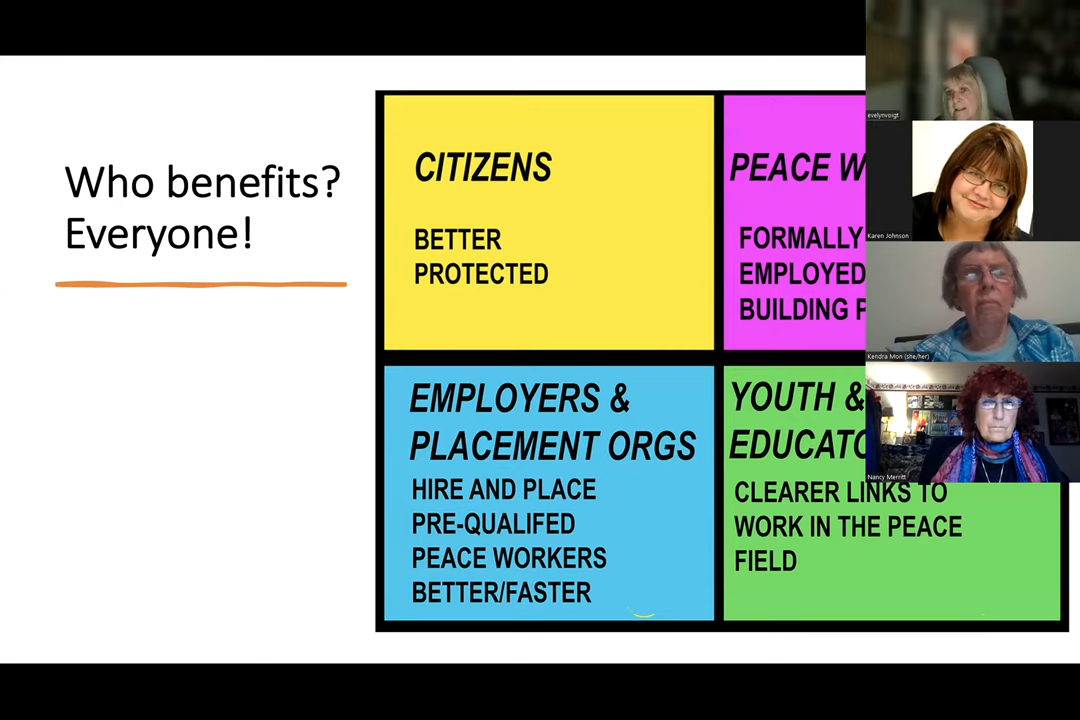 Who benefits?
Everyone!
CITIZENS
BETTER
PROTECTED
PEACE W
FORMALLY
EMPLOYED
BUILDING P
EMPLOYERS &
PLACEMENT ORGS
HIRE AND PLACE
PRE-QUALIFED
PEACE WORKERS
BETTER/FASTER
YOUTH &
EDUCATO
CLEARER LINKS TO
WORK IN THE PEACE
FIELD
evelynvoigt
Karen Johnson
Kendra Mon (she/her)
Nancy Merritt